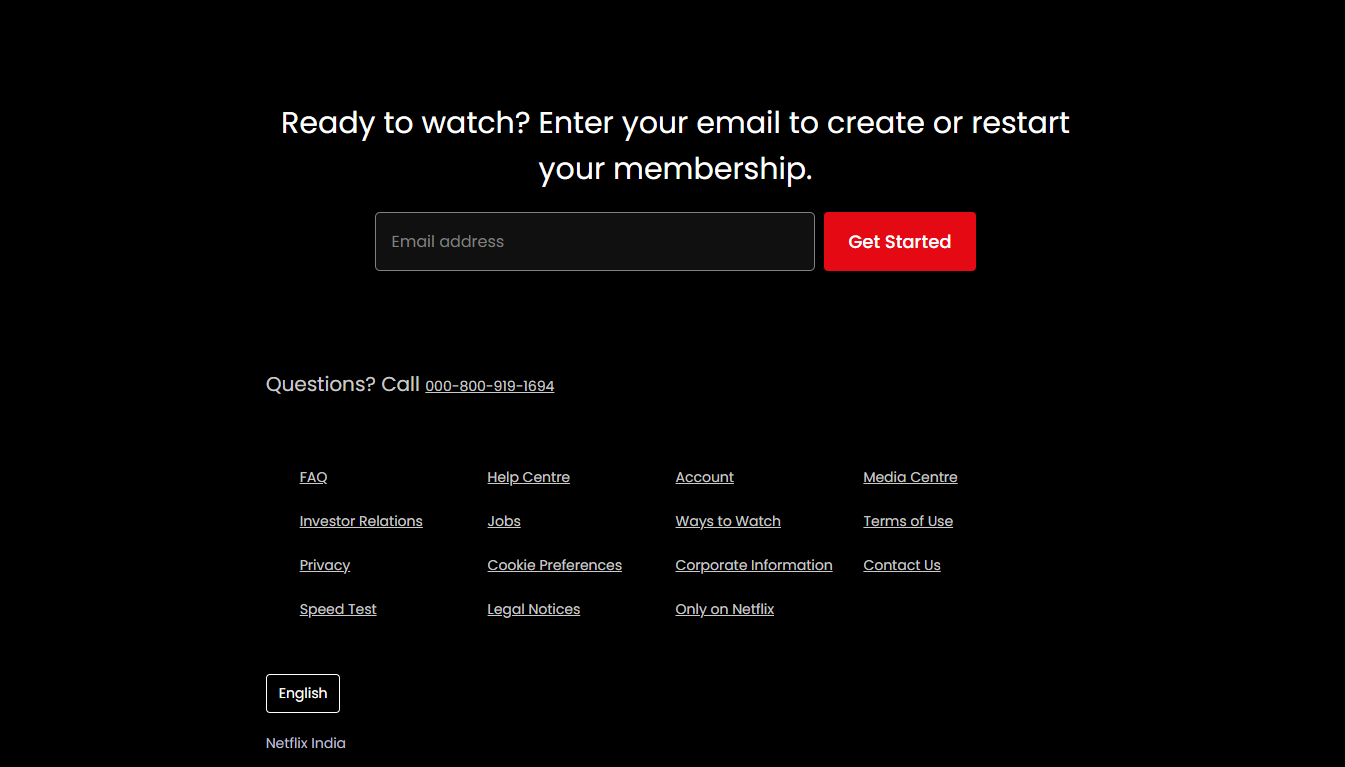 Ready to watch? Enter your email to create or restart
your membership.
Email address
Get Started
Questions? Call 000-800-919-1694
FAQ Help Centre Account Media Centre
Investor Relations Jobs Ways to Watch Terms of Use
Privacy Cookie Preferences Corporate Information Contact Us
Speed Test Legal Notices Only on Netflix
English
Netflix India